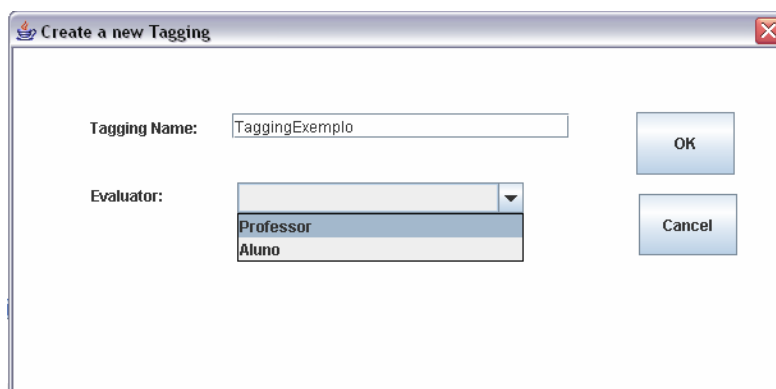 Create a new Tagging
Tagging Name:
TaggingExemplo
OK
Evaluator:
Professor
Aluno
Cancel